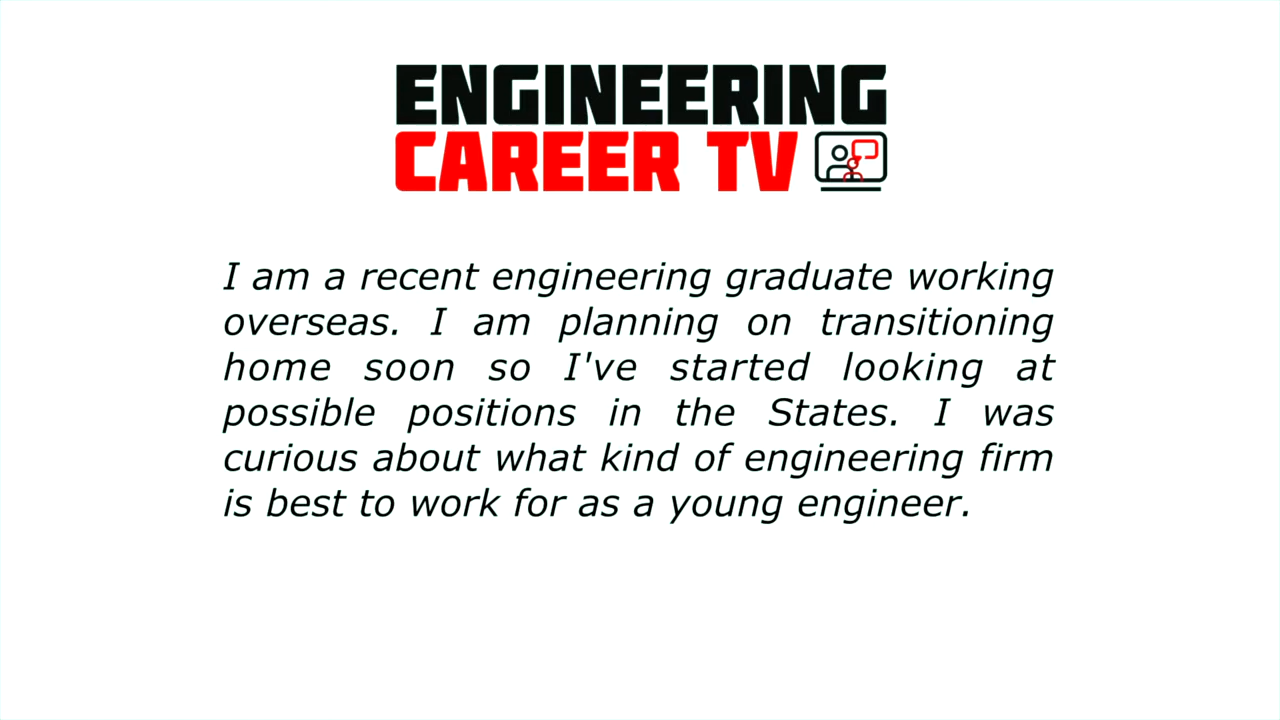 ENGINEERING
CAREER TV
I am a recent engineering graduate working
overseas. I am planning on transitioning
home soon so I've started looking at
possible positions in the States. I was
curious about what kind of engineering firm
is best to work for as a young engineer.